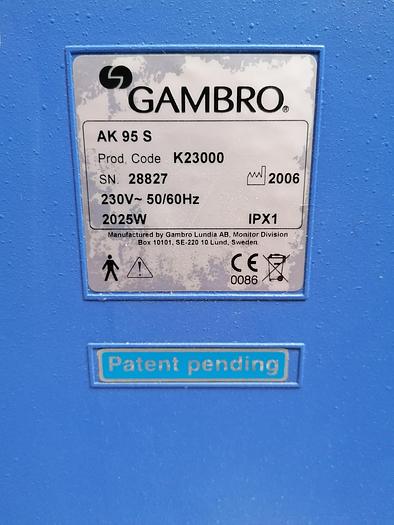 GAMBRO®
AK 95 S
Prod. Code K23000
SN. 28827 2006
230V~ 50/60Hz
2025W IPX1
Manufactured by Gambro Lundia AB, Monitor Division
Box 10101, SE-220 10 Lund, Sweden
CE
0086
Patent pending